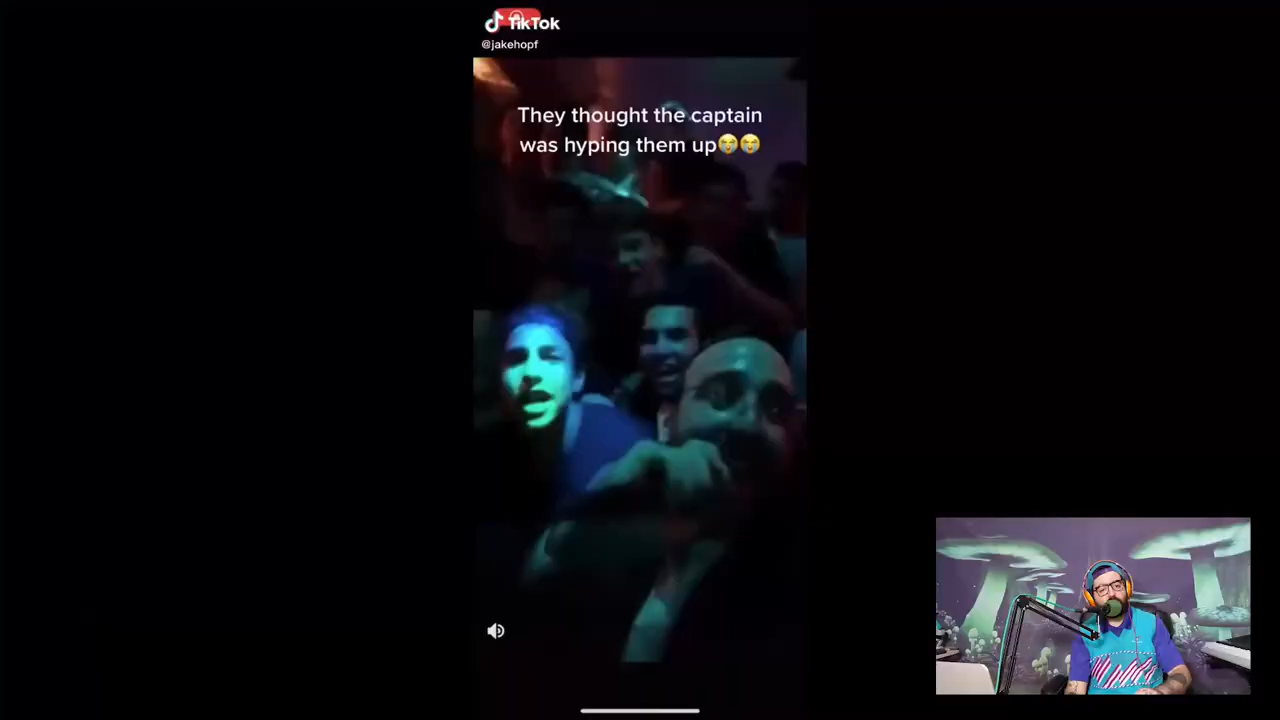 TikTok
@jakehopf
They thought the captain
was hyping them up😭😭